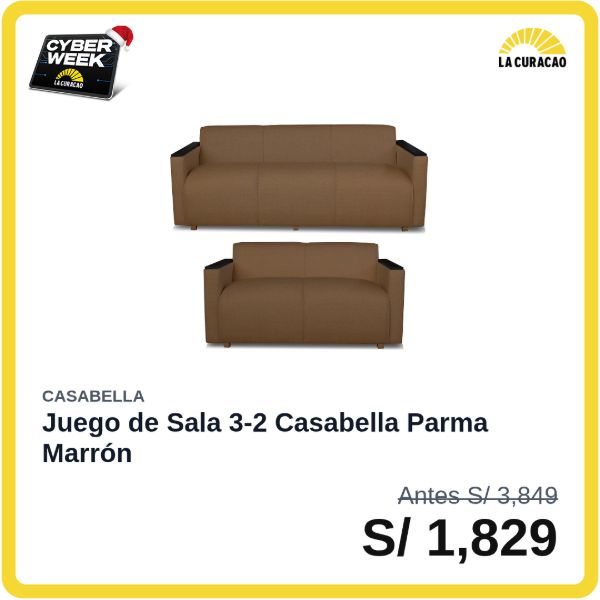 CYBER
WEEK
LA CURACAO
LA CURACAO
CASABELLA
Juego de Sala 3-2 Casabella Parma
Marrón
Antes S/ 3,849
S/ 1,829